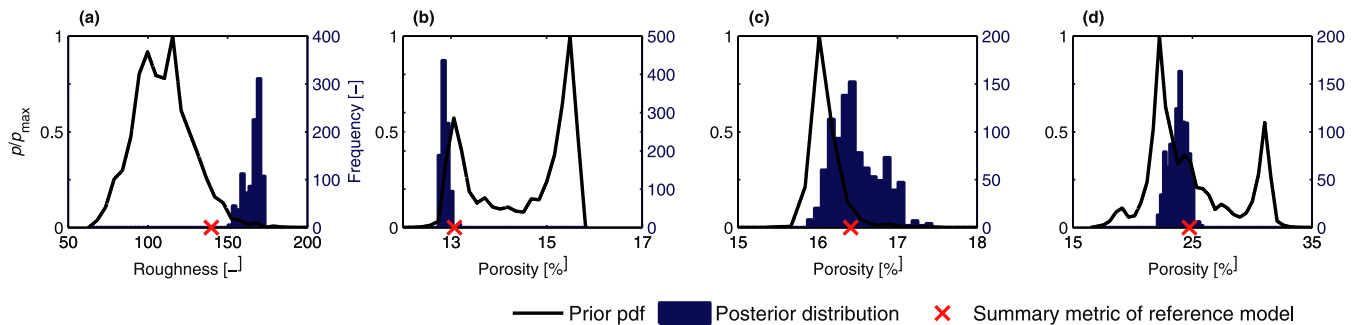 (a) (b) (c) (d)
1 400 1 500 1 200 1 200
400
300 300 150 150
p/pmax 0.5 200 Frequency [–] 0.5 0.5 100 0.5 100
200
100 100 50 50
0 0 0 0 0 0 0 0
50 100 150 200 13 15 17 15 16 17 18 15 25 35
Roughness [–] Porosity [%] Porosity [%] Porosity [%]
Prior pdf Posterior distribution Summary metric of reference model